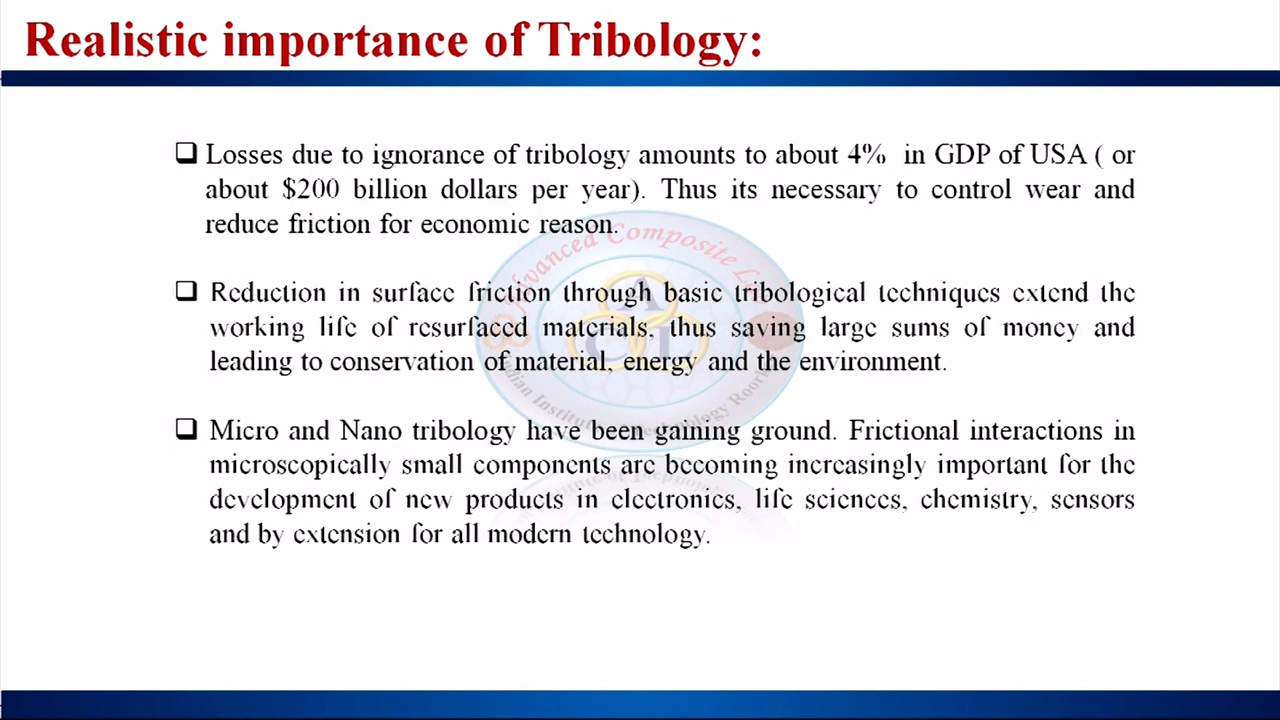 Realistic importance of Tribology:
❑ Losses due to ignorance of tribology amounts to about 4% in GDP of USA ( or
about $200 billion dollars per year). Thus its necessary to control wear and
reduce friction for economic reason.
❑ Reduction in surface friction through basic tribological techniques extend the
working life of resurfaced materials, thus saving large sums of money and
leading to conservation of material, energy and the environment.
❑ Micro and Nano tribology have been gaining ground. Frictional interactions in
microscopically small components are becoming increasingly important for the
development of new products in electronics, life sciences, chemistry, sensors
and by extension for all modern technology.
Advanced Composite
A
C L